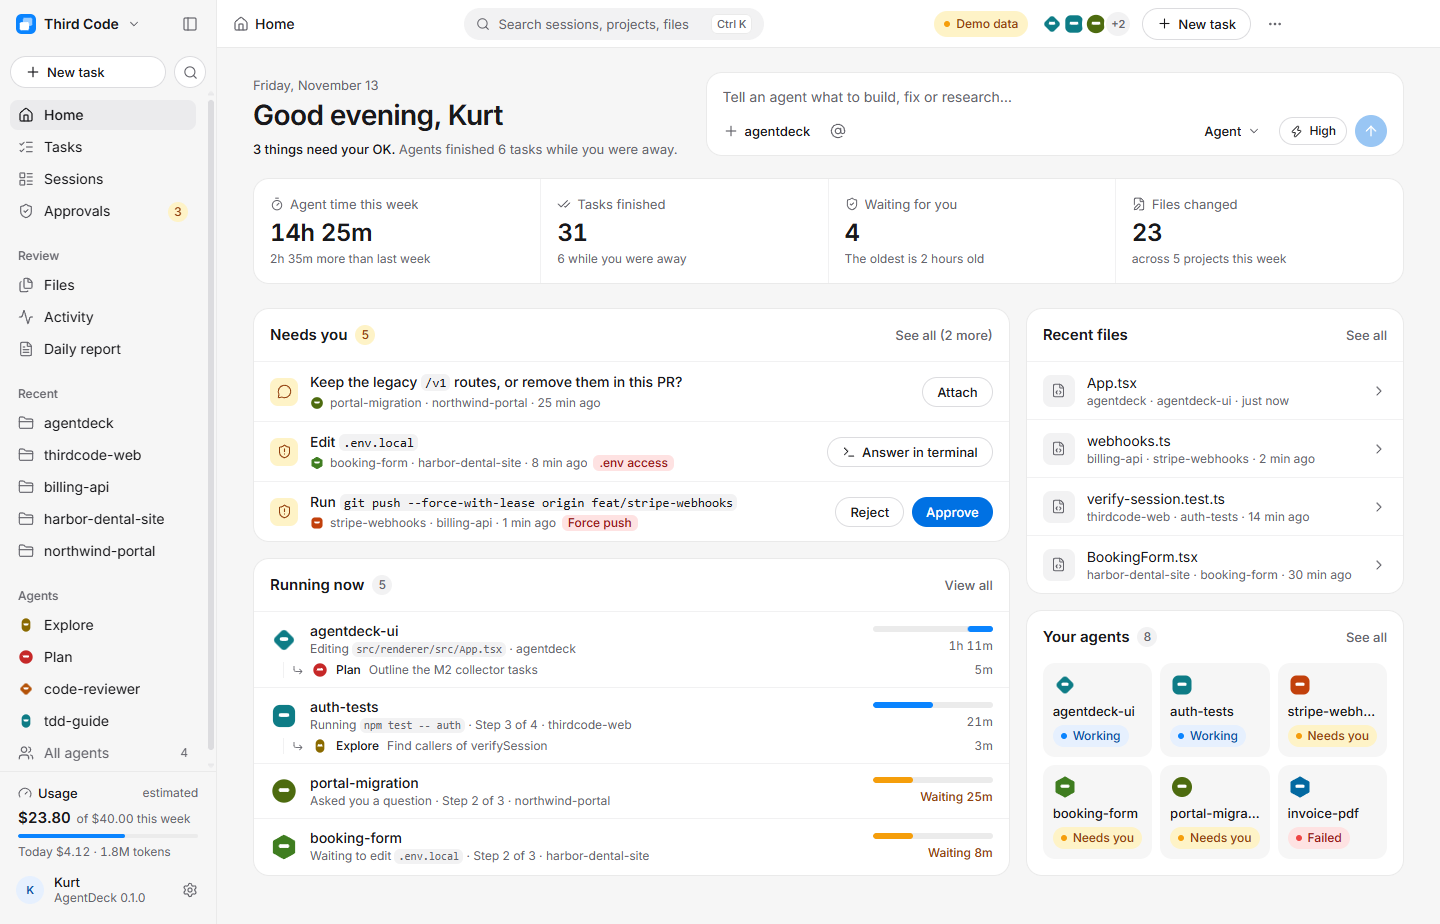 Third Code
New task
Home
Tasks
Sessions
Approvals 3
Review
Files
Activity
Daily report
Recent
agentdeck
thirdcode-web
billing-api
harbor-dental-site
northwind-portal
Agents
Explore
Plan
code-reviewer
tdd-guide
All agents 4
Usage estimated
$23.80 of $40.00 this week
Today $4.12 · 1.8M tokens
K
Kurt
AgentDeck 0.1.0
Home
Search sessions, projects, files Ctrl K
Demo data
+2
New task
Friday, November 13
Good evening, Kurt
3 things need your OK. Agents finished 6 tasks while you were away.
Tell an agent what to build, fix or research...
agentdeck
Agent
High
Agent time this week
14h 25m
2h 35m more than last week
Tasks finished
31
6 while you were away
Waiting for you
4
The oldest is 2 hours old
Files changed
23
across 5 projects this week
Needs you 5
See all (2 more)
Keep the legacy /v1 routes, or remove them in this PR?
portal-migration · northwind-portal · 25 min ago
Attach
Edit .env.local
booking-form · harbor-dental-site · 8 min ago .env access
Answer in terminal
Run git push --force-with-lease origin feat/stripe-webhooks
stripe-webhooks · billing-api · 1 min ago Force push
Reject
Approve
Running now 5
View all
agentdeck-ui
Editing src/renderer/src/App.tsx · agentdeck
1h 11m
Plan Outline the M2 collector tasks
5m
auth-tests
Running npm test -- auth · Step 3 of 4 · thirdcode-web
21m
Explore Find callers of verifySession
3m
portal-migration
Asked you a question · Step 2 of 3 · northwind-portal
Waiting 25m
booking-form
Waiting to edit .env.local · Step 2 of 3 · harbor-dental-site
Waiting 8m
Recent files
See all
App.tsx
agentdeck · agentdeck-ui · just now
webhooks.ts
billing-api · stripe-webhooks · 2 min ago
verify-session.test.ts
thirdcode-web · auth-tests · 14 min ago
BookingForm.tsx
harbor-dental-site · booking-form · 30 min ago
Your agents 8
See all
agentdeck-ui
Working
auth-tests
Working
stripe-webh...
Needs you
booking-form
Needs you
portal-migra...
Needs you
invoice-pdf
Failed